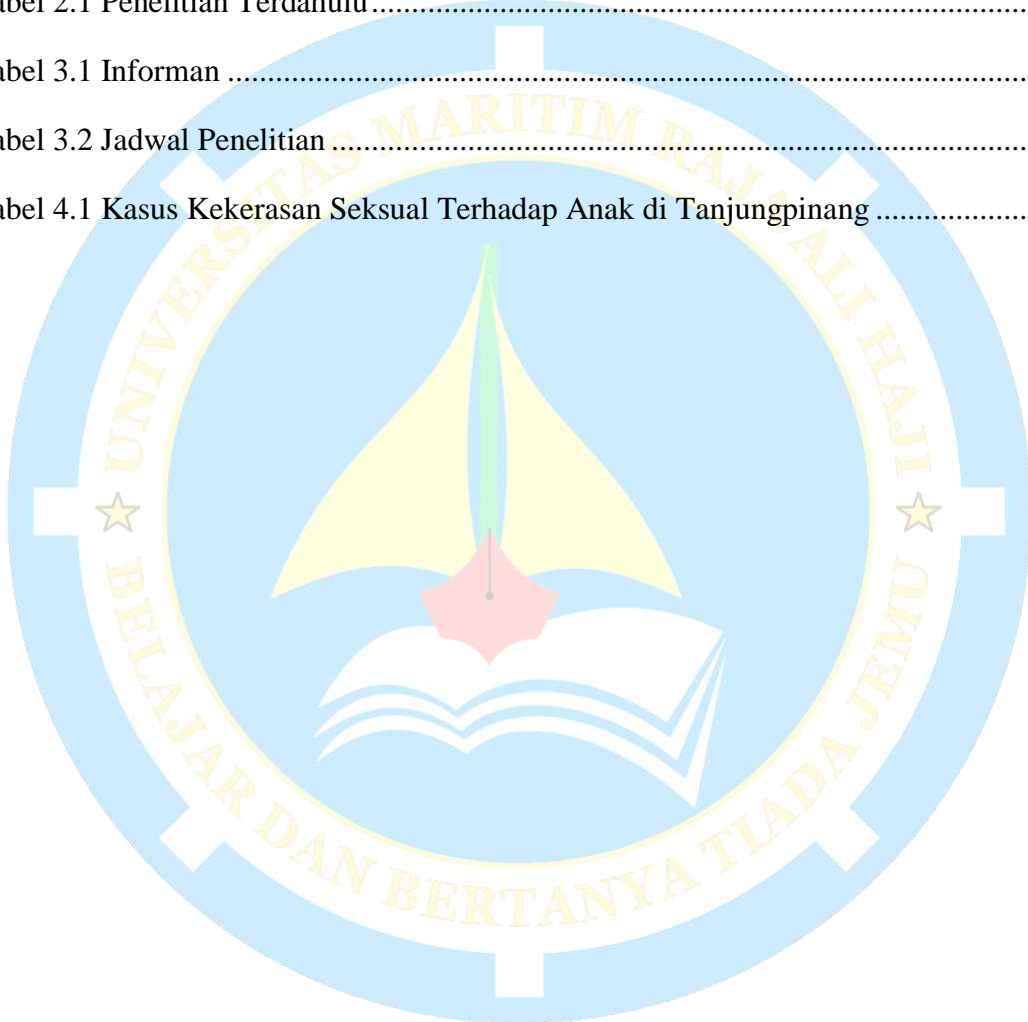 abel 2.1 Penelitian Terdahulu....................................................................................
abel 3.1 Informan ......................................................................................................
abel 3.2 Jadwal Penelitian .........................................................................................
abel 4.1 Kasus Kekerasan Seksual Terhadap Anak di Tanjungpinang ...................
UNIVERSITAS MARITIM RAJA ALI HAJI
BELAJAR DAN BERTANYA TIADA JEMU